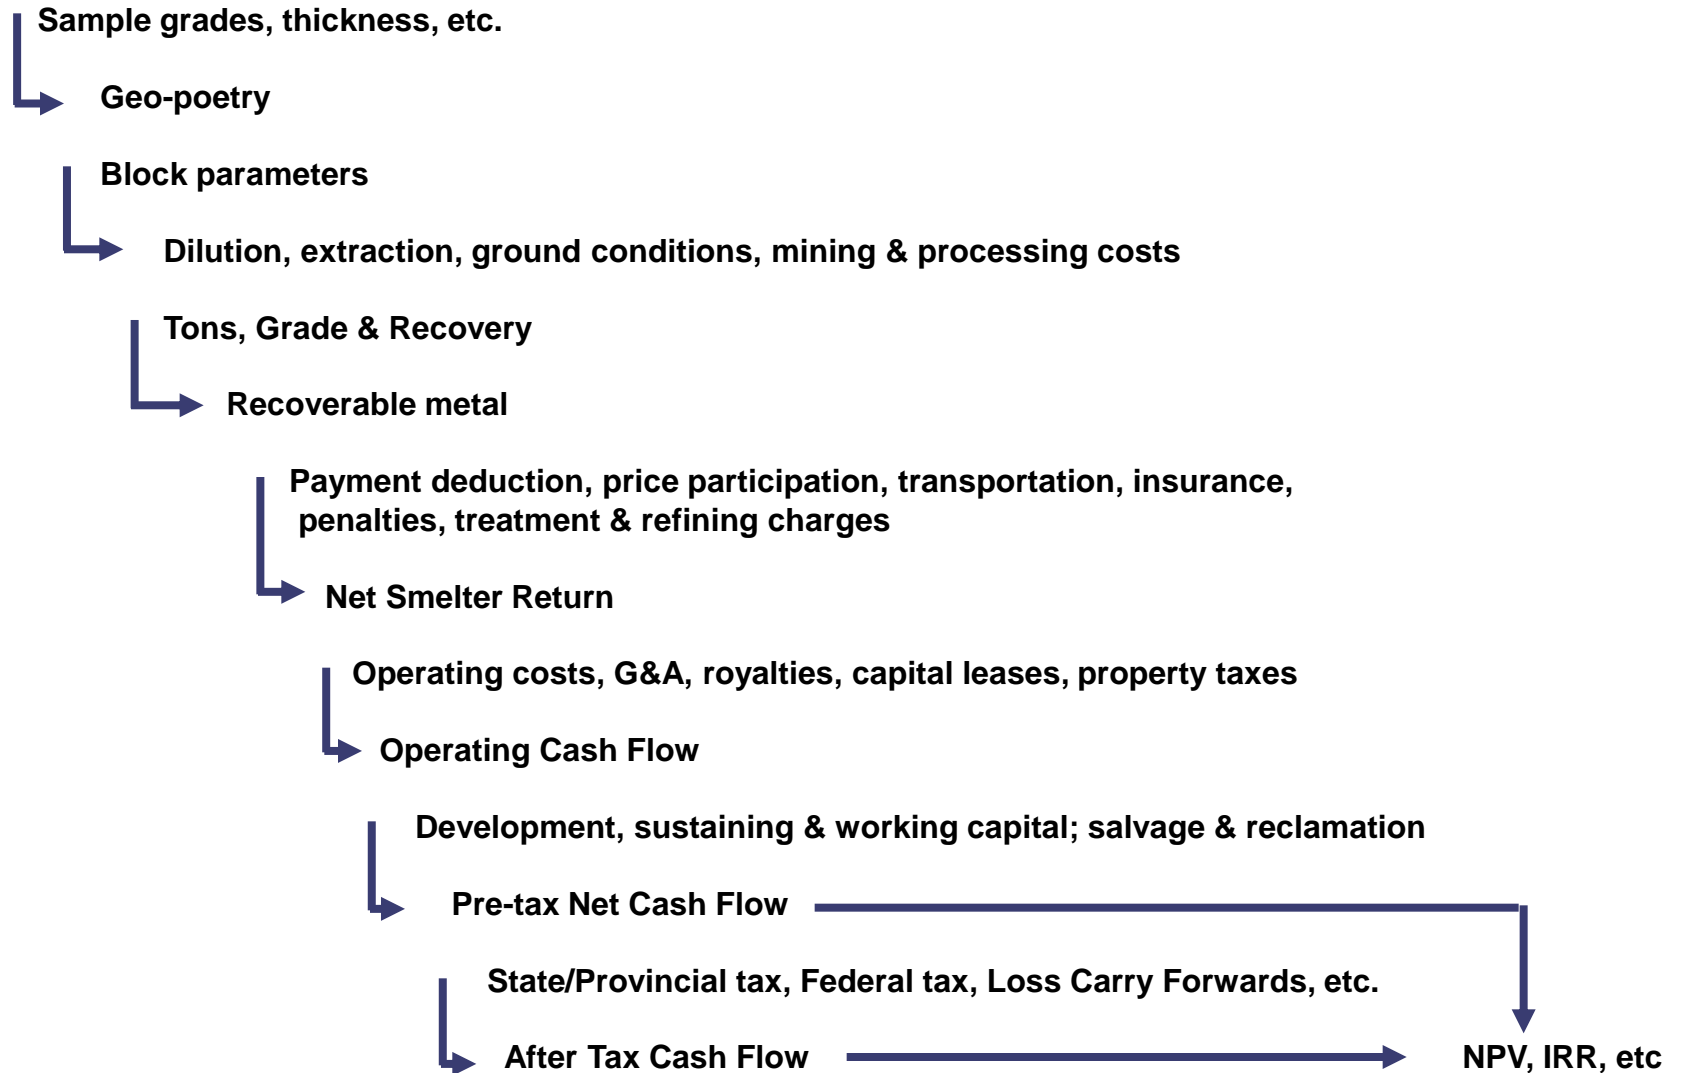 Sample grades, thickness, etc.
Geo-poetry
Block parameters
Dilution, extraction, ground conditions, mining & processing costs
Tons, Grade & Recovery
Recoverable metal
Payment deduction, price participation, transportation, insurance,
penalties, treatment & refining charges
Net Smelter Return
Operating costs, G&A, royalties, capital leases, property taxes
Operating Cash Flow
Development, sustaining & working capital; salvage & reclamation
Pre-tax Net Cash Flow
State/Provincial tax, Federal tax, Loss Carry Forwards, etc.
After Tax Cash Flow NPV, IRR, etc